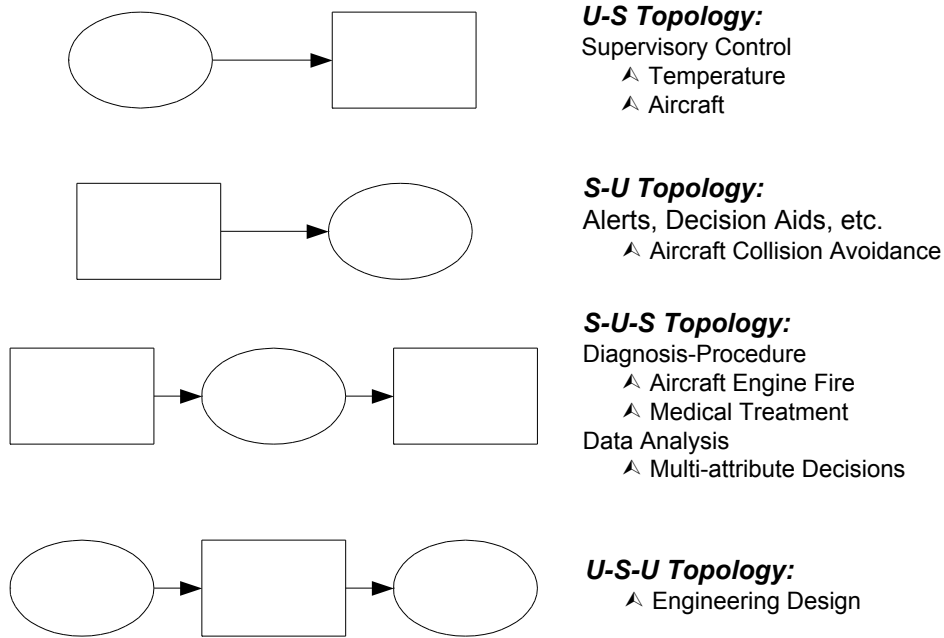 U-S Topology:
Supervisory Control
⮝ Temperature
⮝ Aircraft
S-U Topology:
Alerts, Decision Aids, etc.
⮝ Aircraft Collision Avoidance
S-U-S Topology:
Diagnosis-Procedure
⮝ Aircraft Engine Fire
⮝ Medical Treatment
Data Analysis
⮝ Multi-attribute Decisions
U-S-U Topology:
⮝ Engineering Design